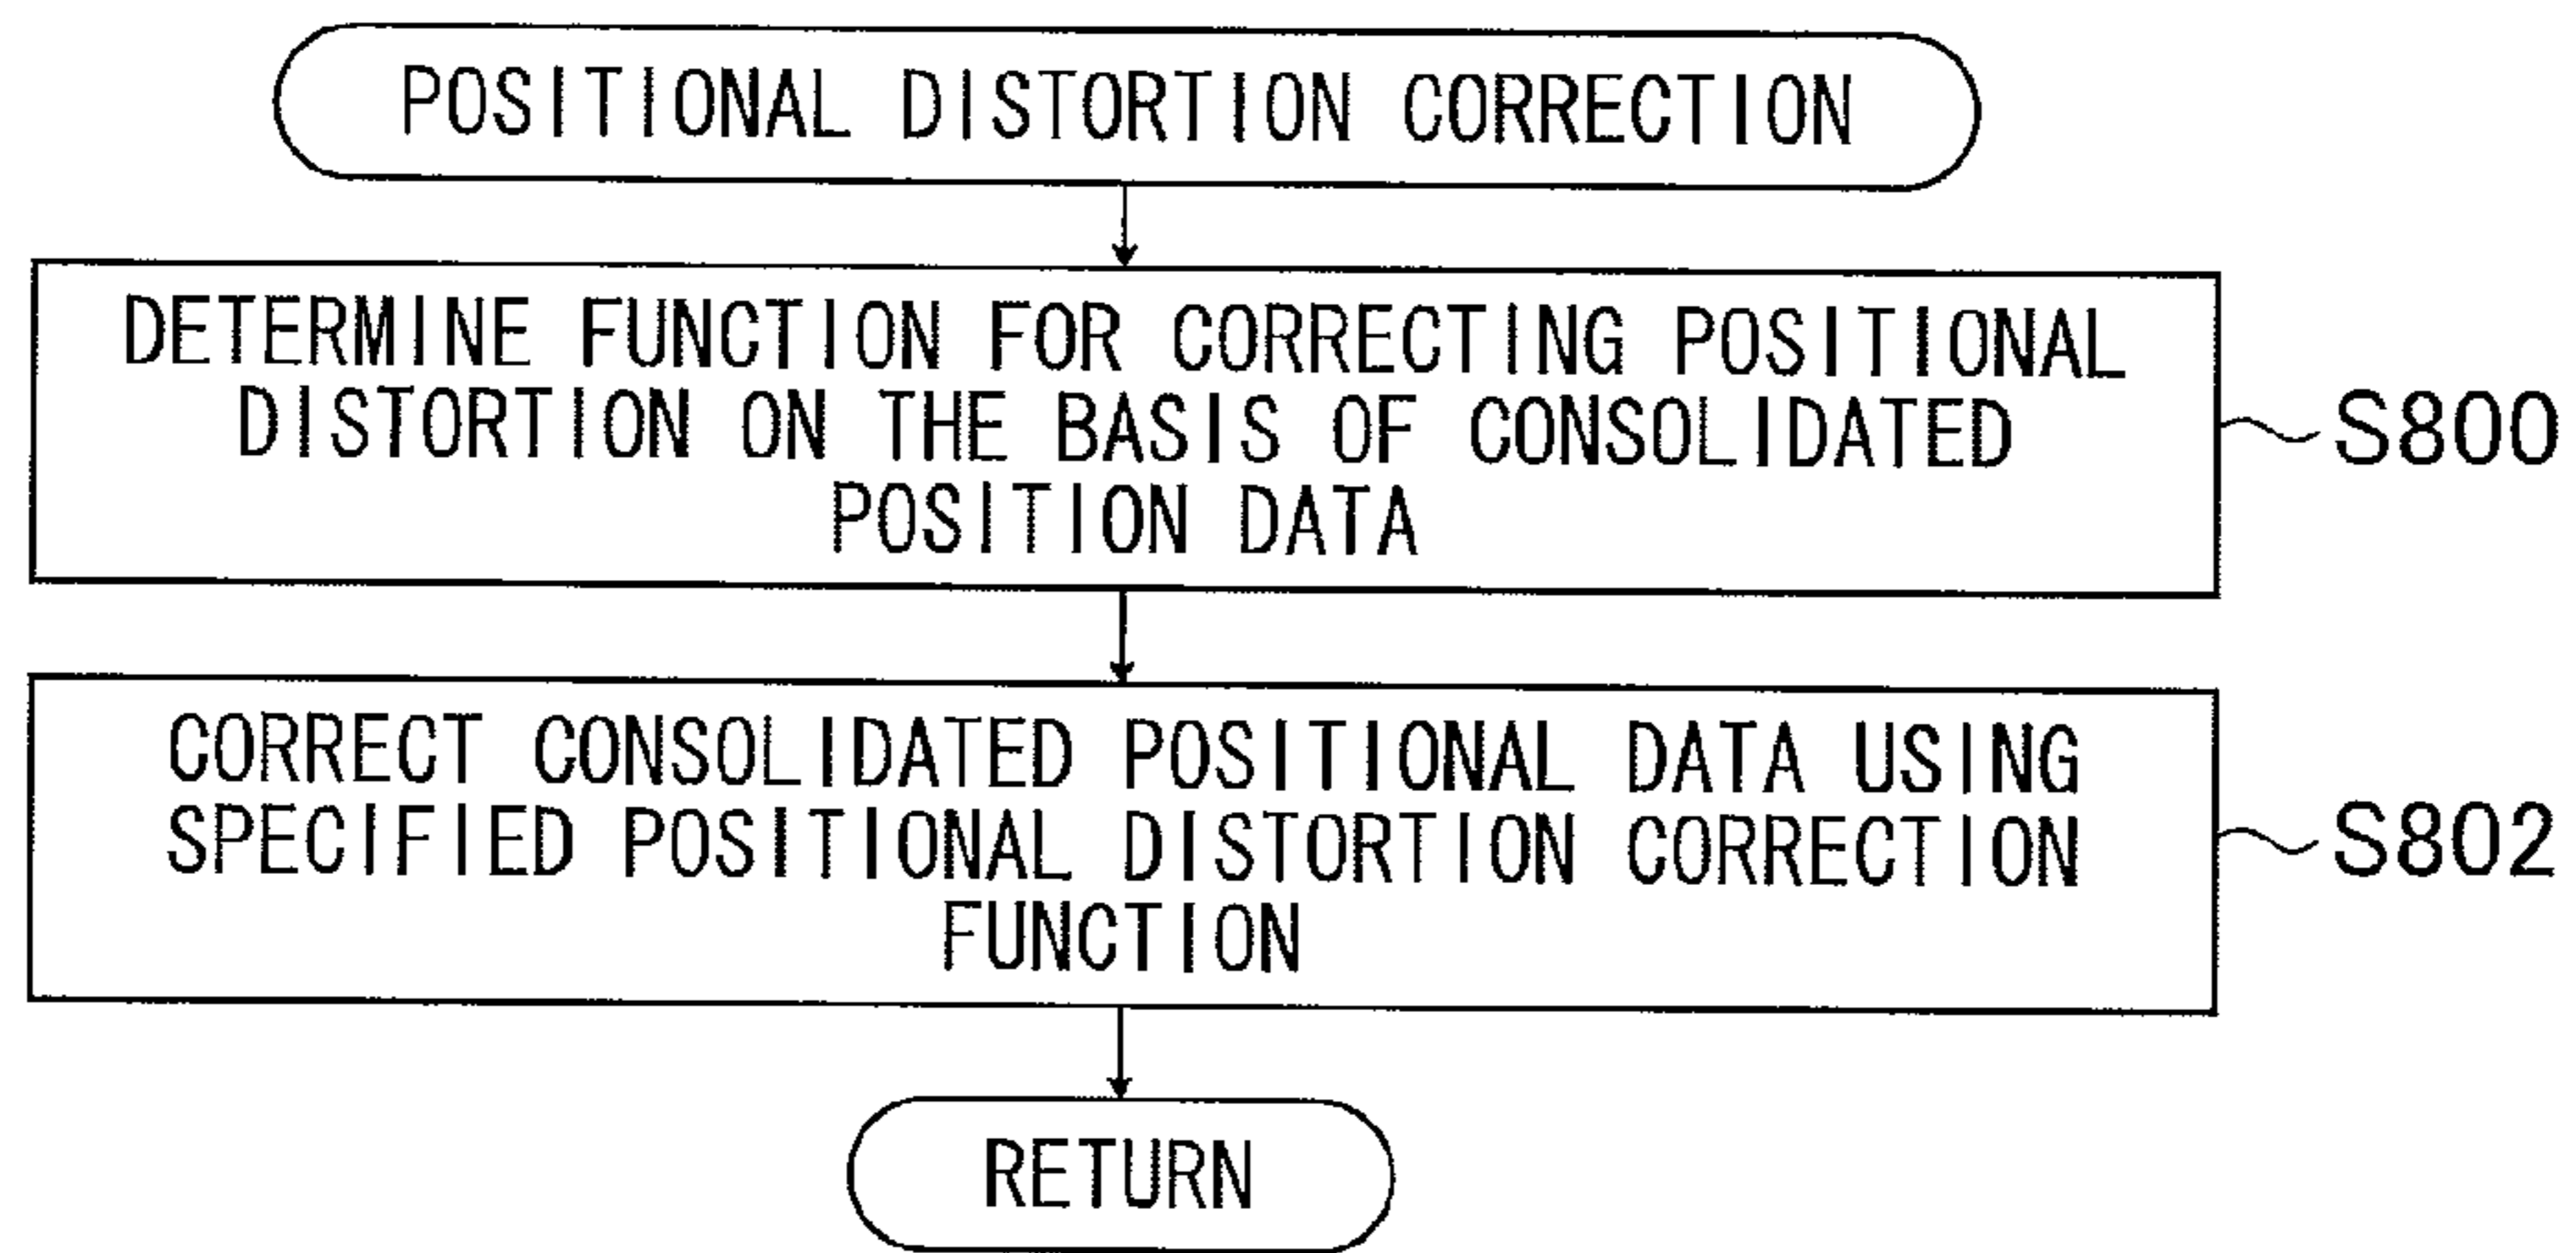 POSITIONAL DISTORTION CORRECTION
DETERMINE FUNCTION FOR CORRECTING POSITIONAL
DISTORTION ON THE BASIS OF CONSOLIDATED
POSITION DATA
S800
CORRECT CONSOLIDATED POSITIONAL DATA USING
SPECIFIED POSITIONAL DISTORTION CORRECTION
FUNCTION
S802
RETURN